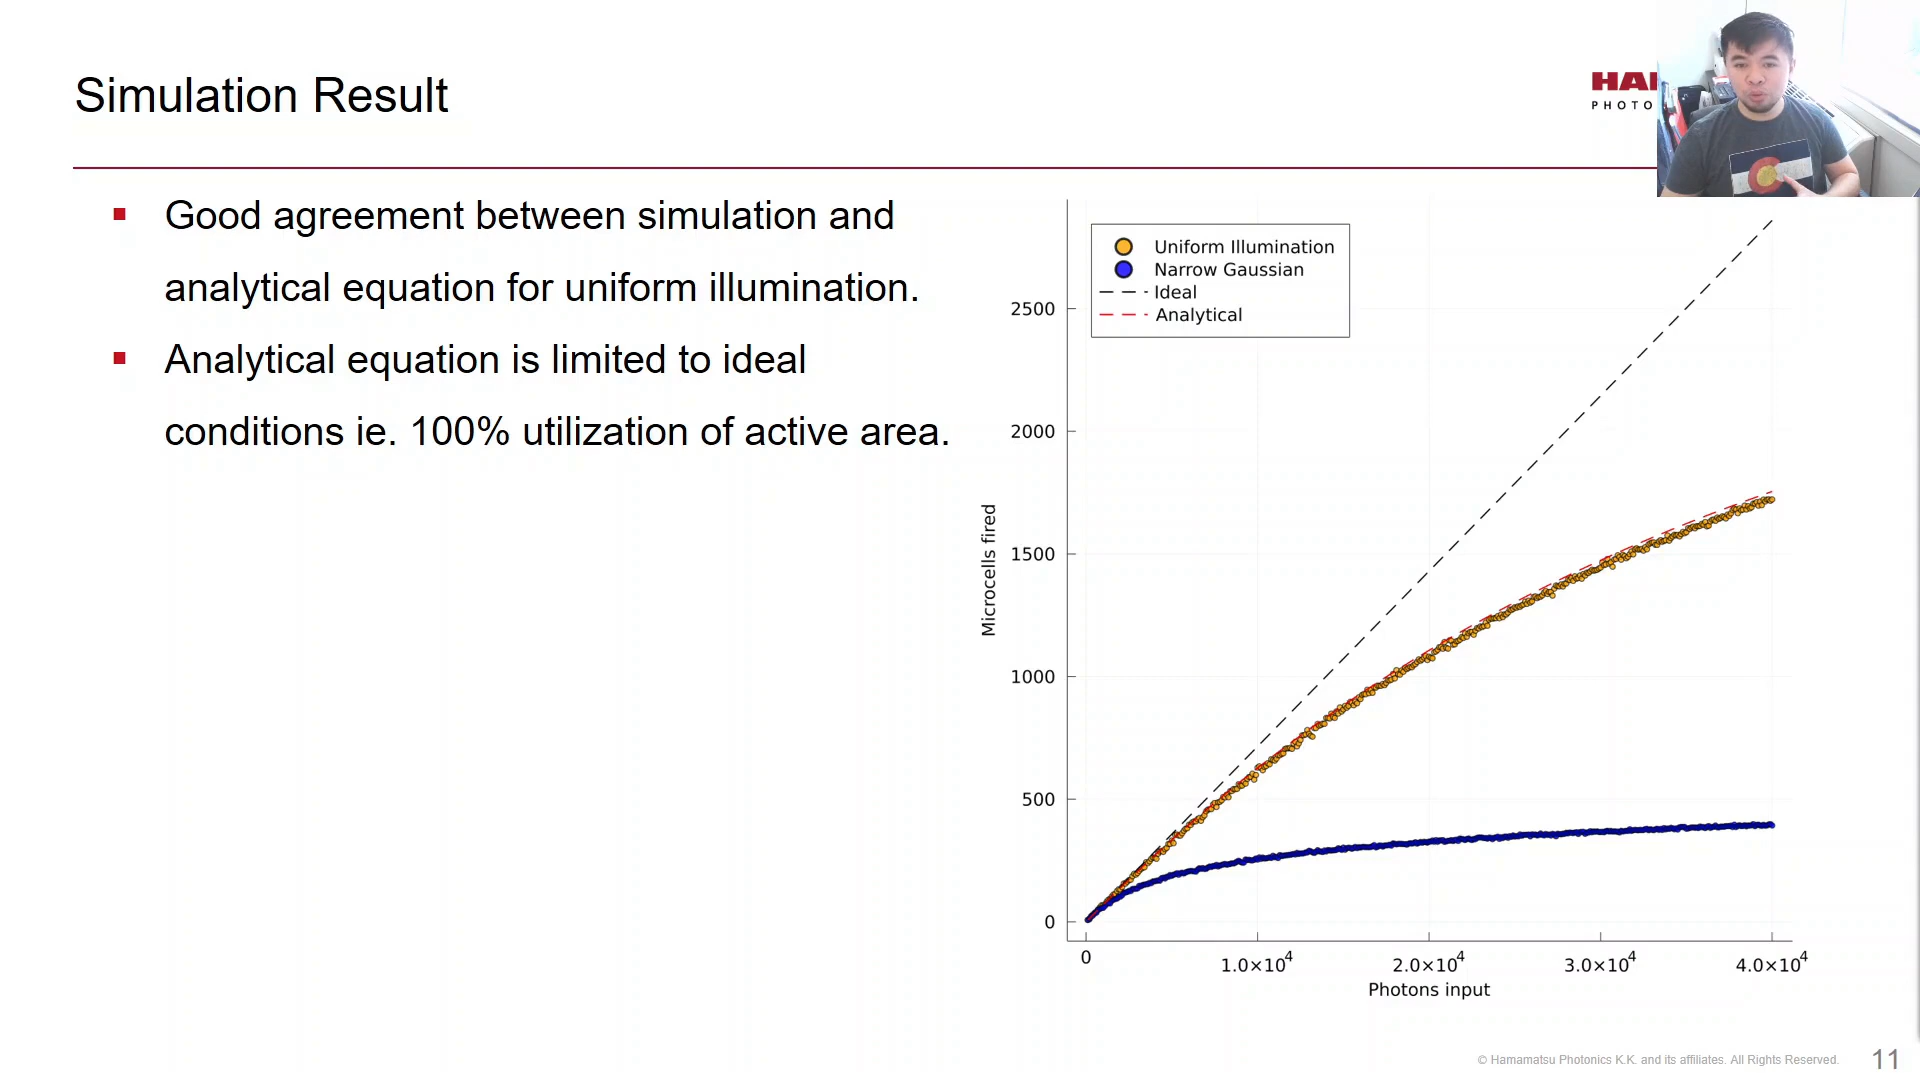 Simulation Result
HA
PHOTO
Good agreement between simulation and
analytical equation for uniform illumination.
Analytical equation is limited to ideal
conditions ie. 100% utilization of active area.
Uniform Illumination
Narrow Gaussian
Ideal
Analytical
2500
2000
1500
1000
500
0
Microcells fired
0 1.0×10⁴ 2.0×10⁴ 3.0×10⁴ 4.0×10⁴
Photons input
© Hamamatsu Photonics K.K. and its affiliates. All Rights Reserved.
11